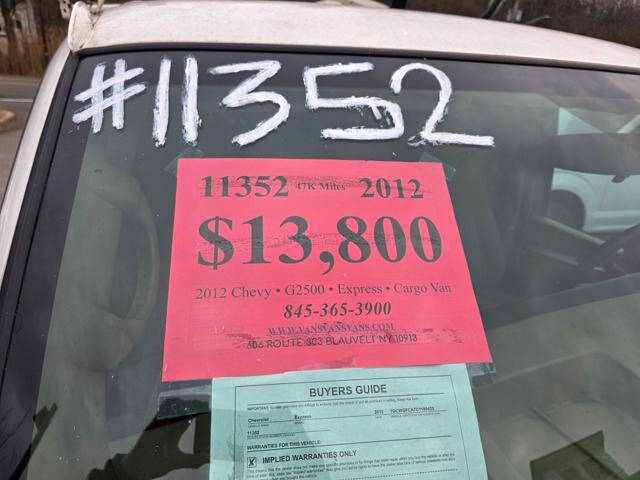 #11352
11352 47K Miles 2012
$13,800
2012 Chevy • G2500 • Express • Cargo Van
845-365-3900
WWW.VANSVANSVANS.COM
606 ROUTE 303 BLAUVELT NY 10913
BUYERS GUIDE
Chevrolet Express 2012
11352
WARRANTIES FOR THIS VEHICLE:
X IMPLIED WARRANTIES ONLY